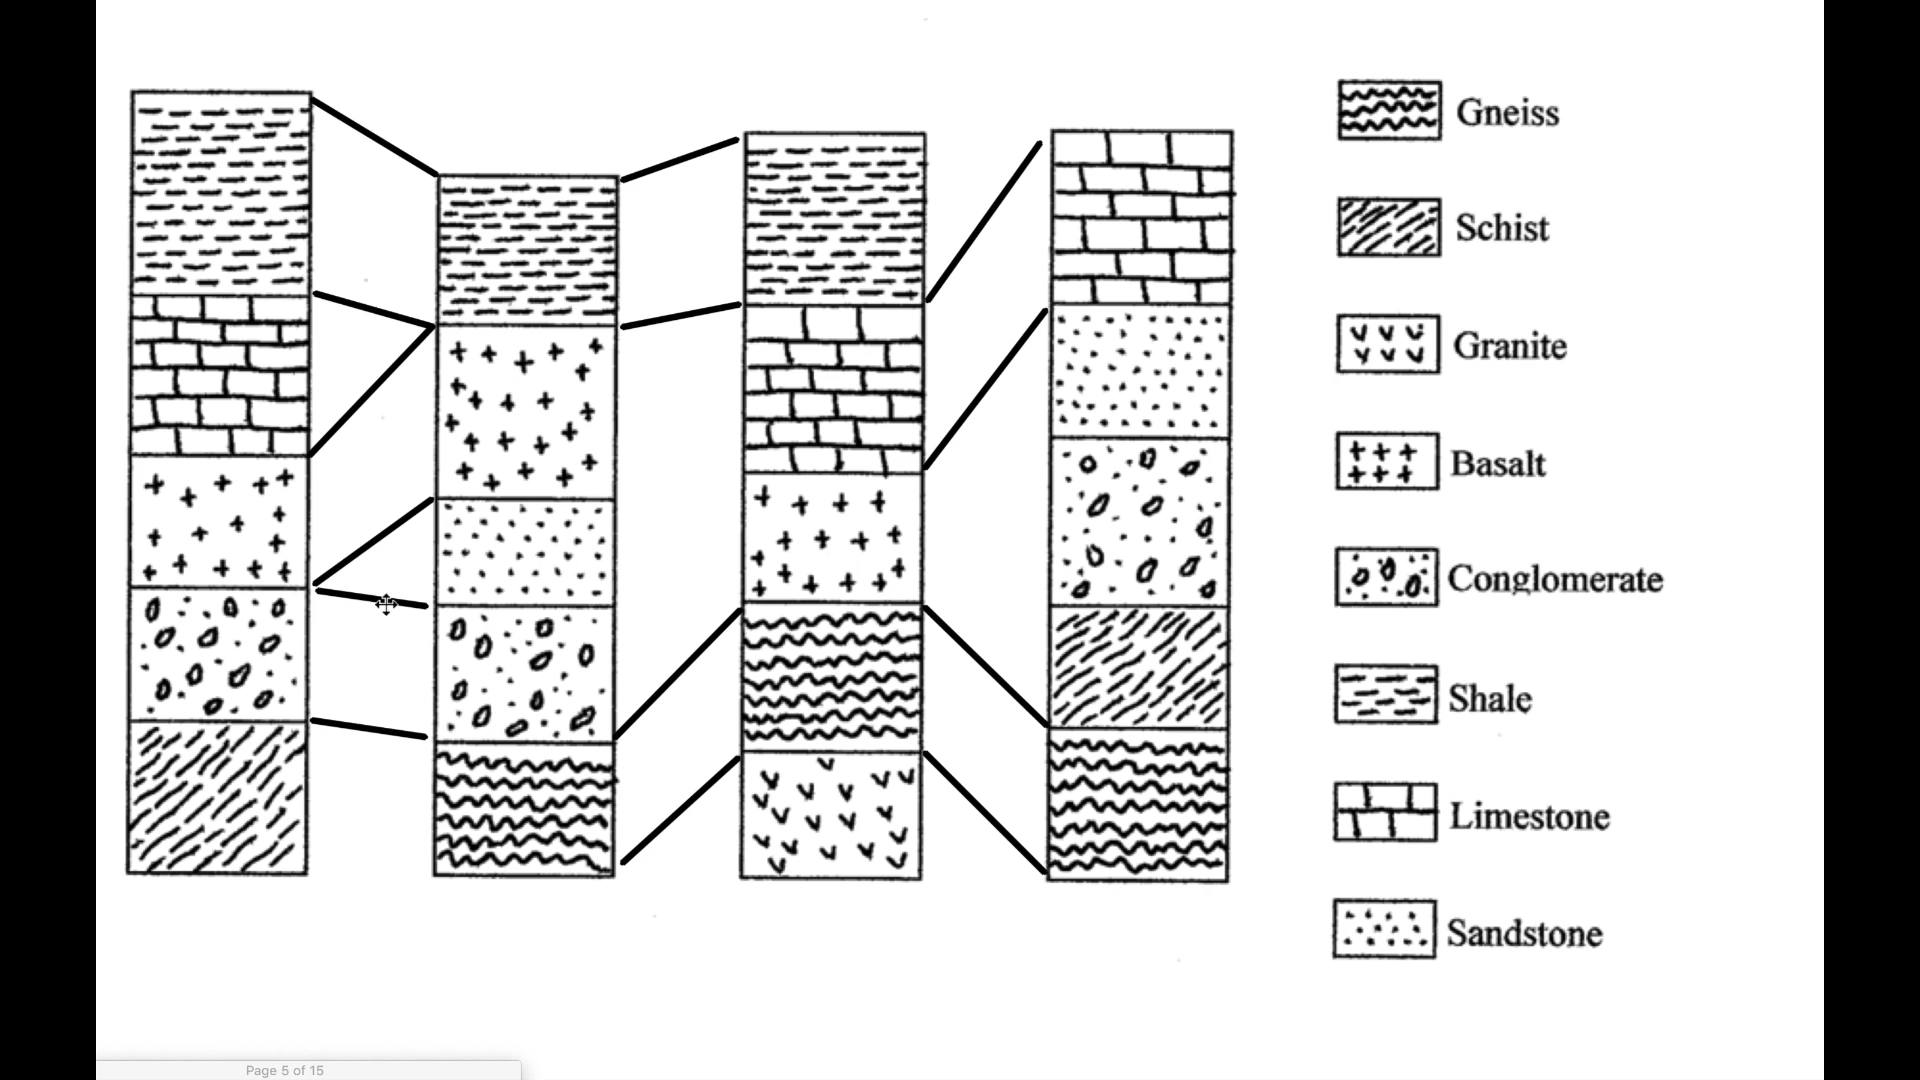 Gneiss
Schist
Granite
Basalt
Conglomerate
Shale
Limestone
Sandstone
Page 5 of 15